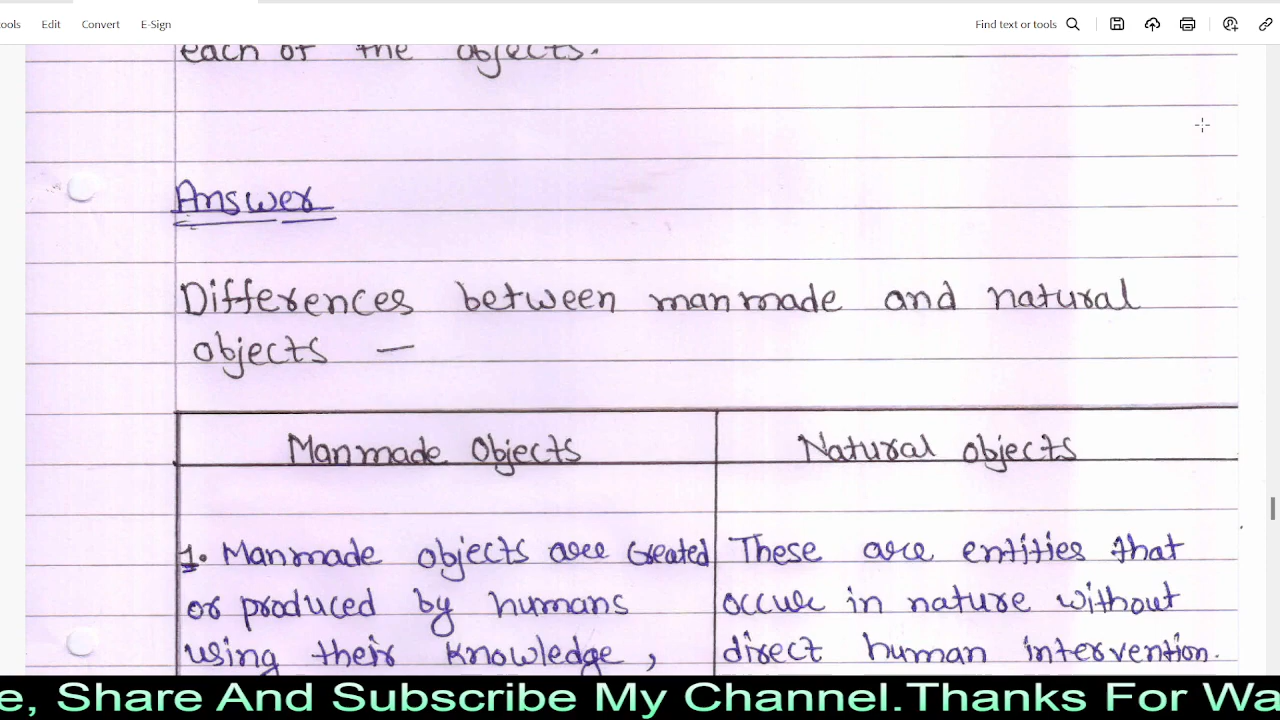 ools Edit Convert E-Sign Find text or tools
each of the objects.
Answer
Differences between manmade and natural
objects —
Manmade Objects Natural objects
1. Manmade objects are created These are entities that
or produced by humans occur in nature without
using their knowledge, direct human intervention.
e, Share And Subscribe My Channel.Thanks For Wa